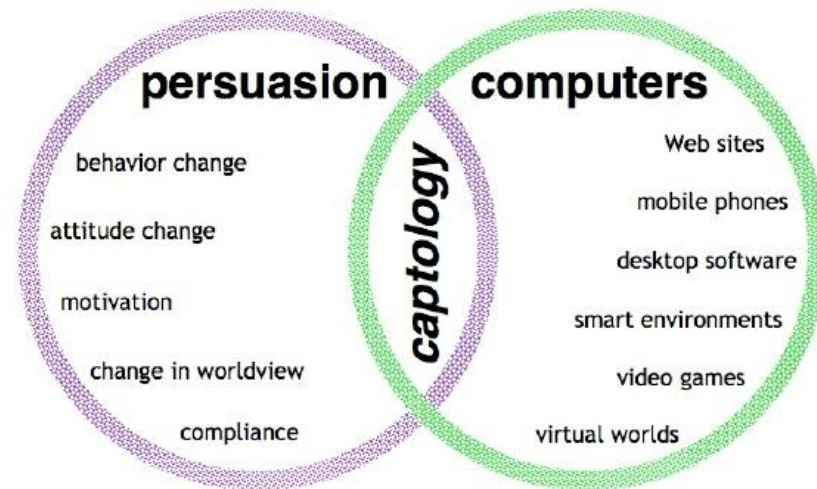 persuasion
behavior change
attitude change
motivation
change in worldview
compliance
captology
computers
Web sites
mobile phones
desktop software
smart environments
video games
virtual worlds